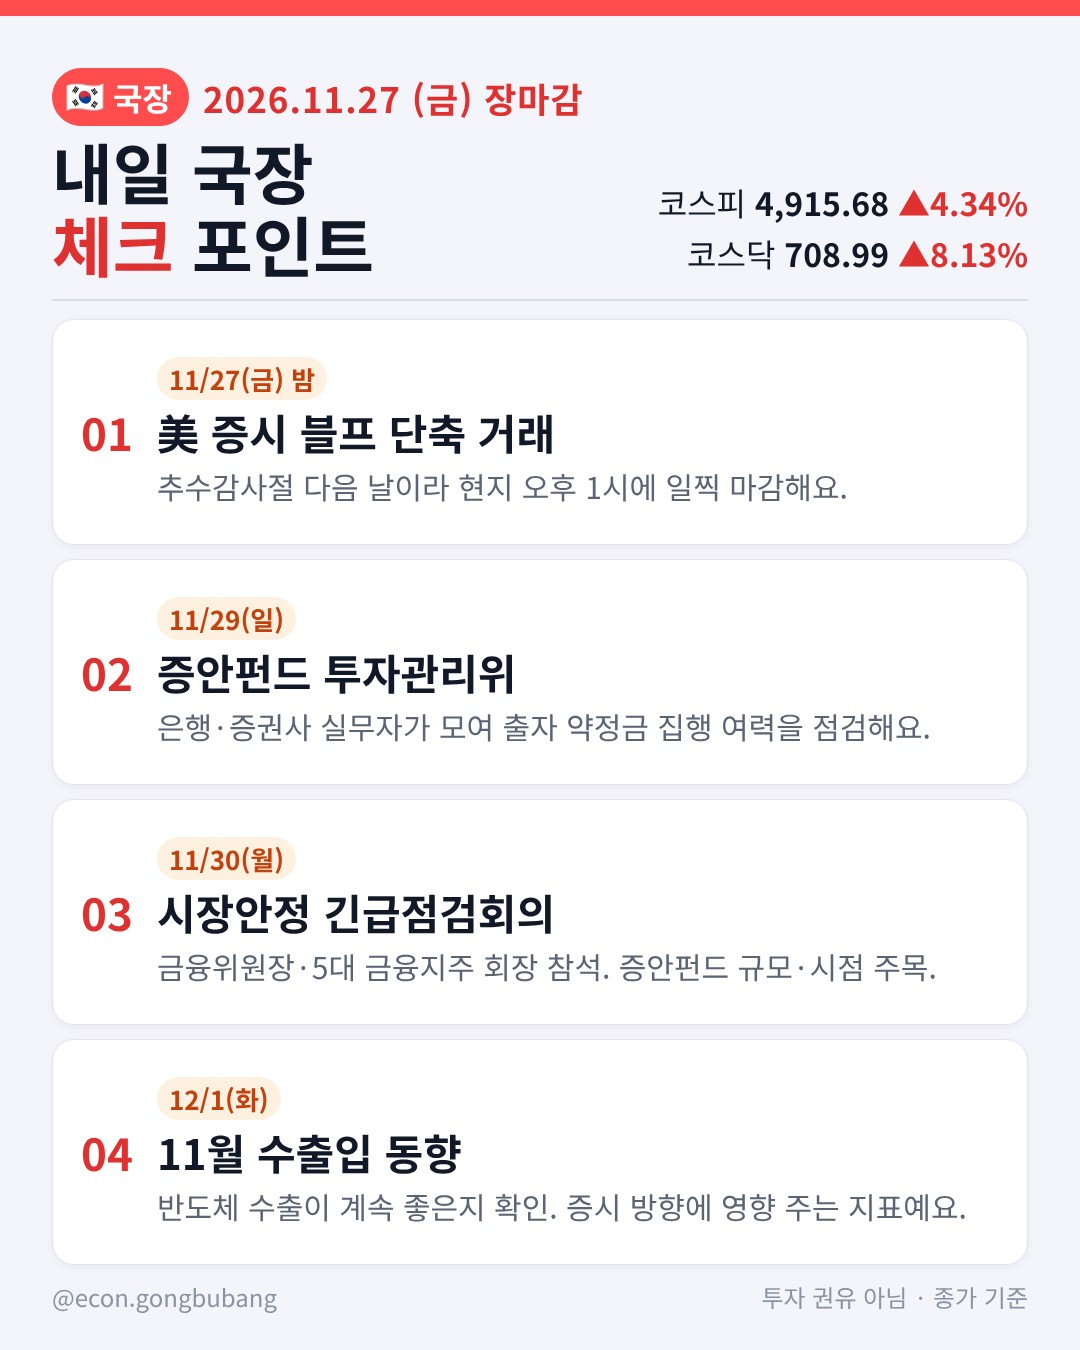 🇰🇷 국장 2026.11.27 (금) 장마감
내일 국장
체크 포인트
코스피 4,915.68 ▲4.34%
코스닥 708.99 ▲8.13%
11/27(금) 밤
01 美 증시 블프 단축 거래
추수감사절 다음 날이라 현지 오후 1시에 일찍 마감해요.
11/29(일)
02 증안펀드 투자관리위
은행·증권사 실무자가 모여 출자 약정금 집행 여력을 점검해요.
11/30(월)
03 시장안정 긴급점검회의
금융위원장·5대 금융지주 회장 참석. 증안펀드 규모·시점 주목.
12/1(화)
04 11월 수출입 동향
반도체 수출이 계속 좋은지 확인. 증시 방향에 영향 주는 지표예요.
@econ.gongbubang
투자 권유 아님 · 종가 기준